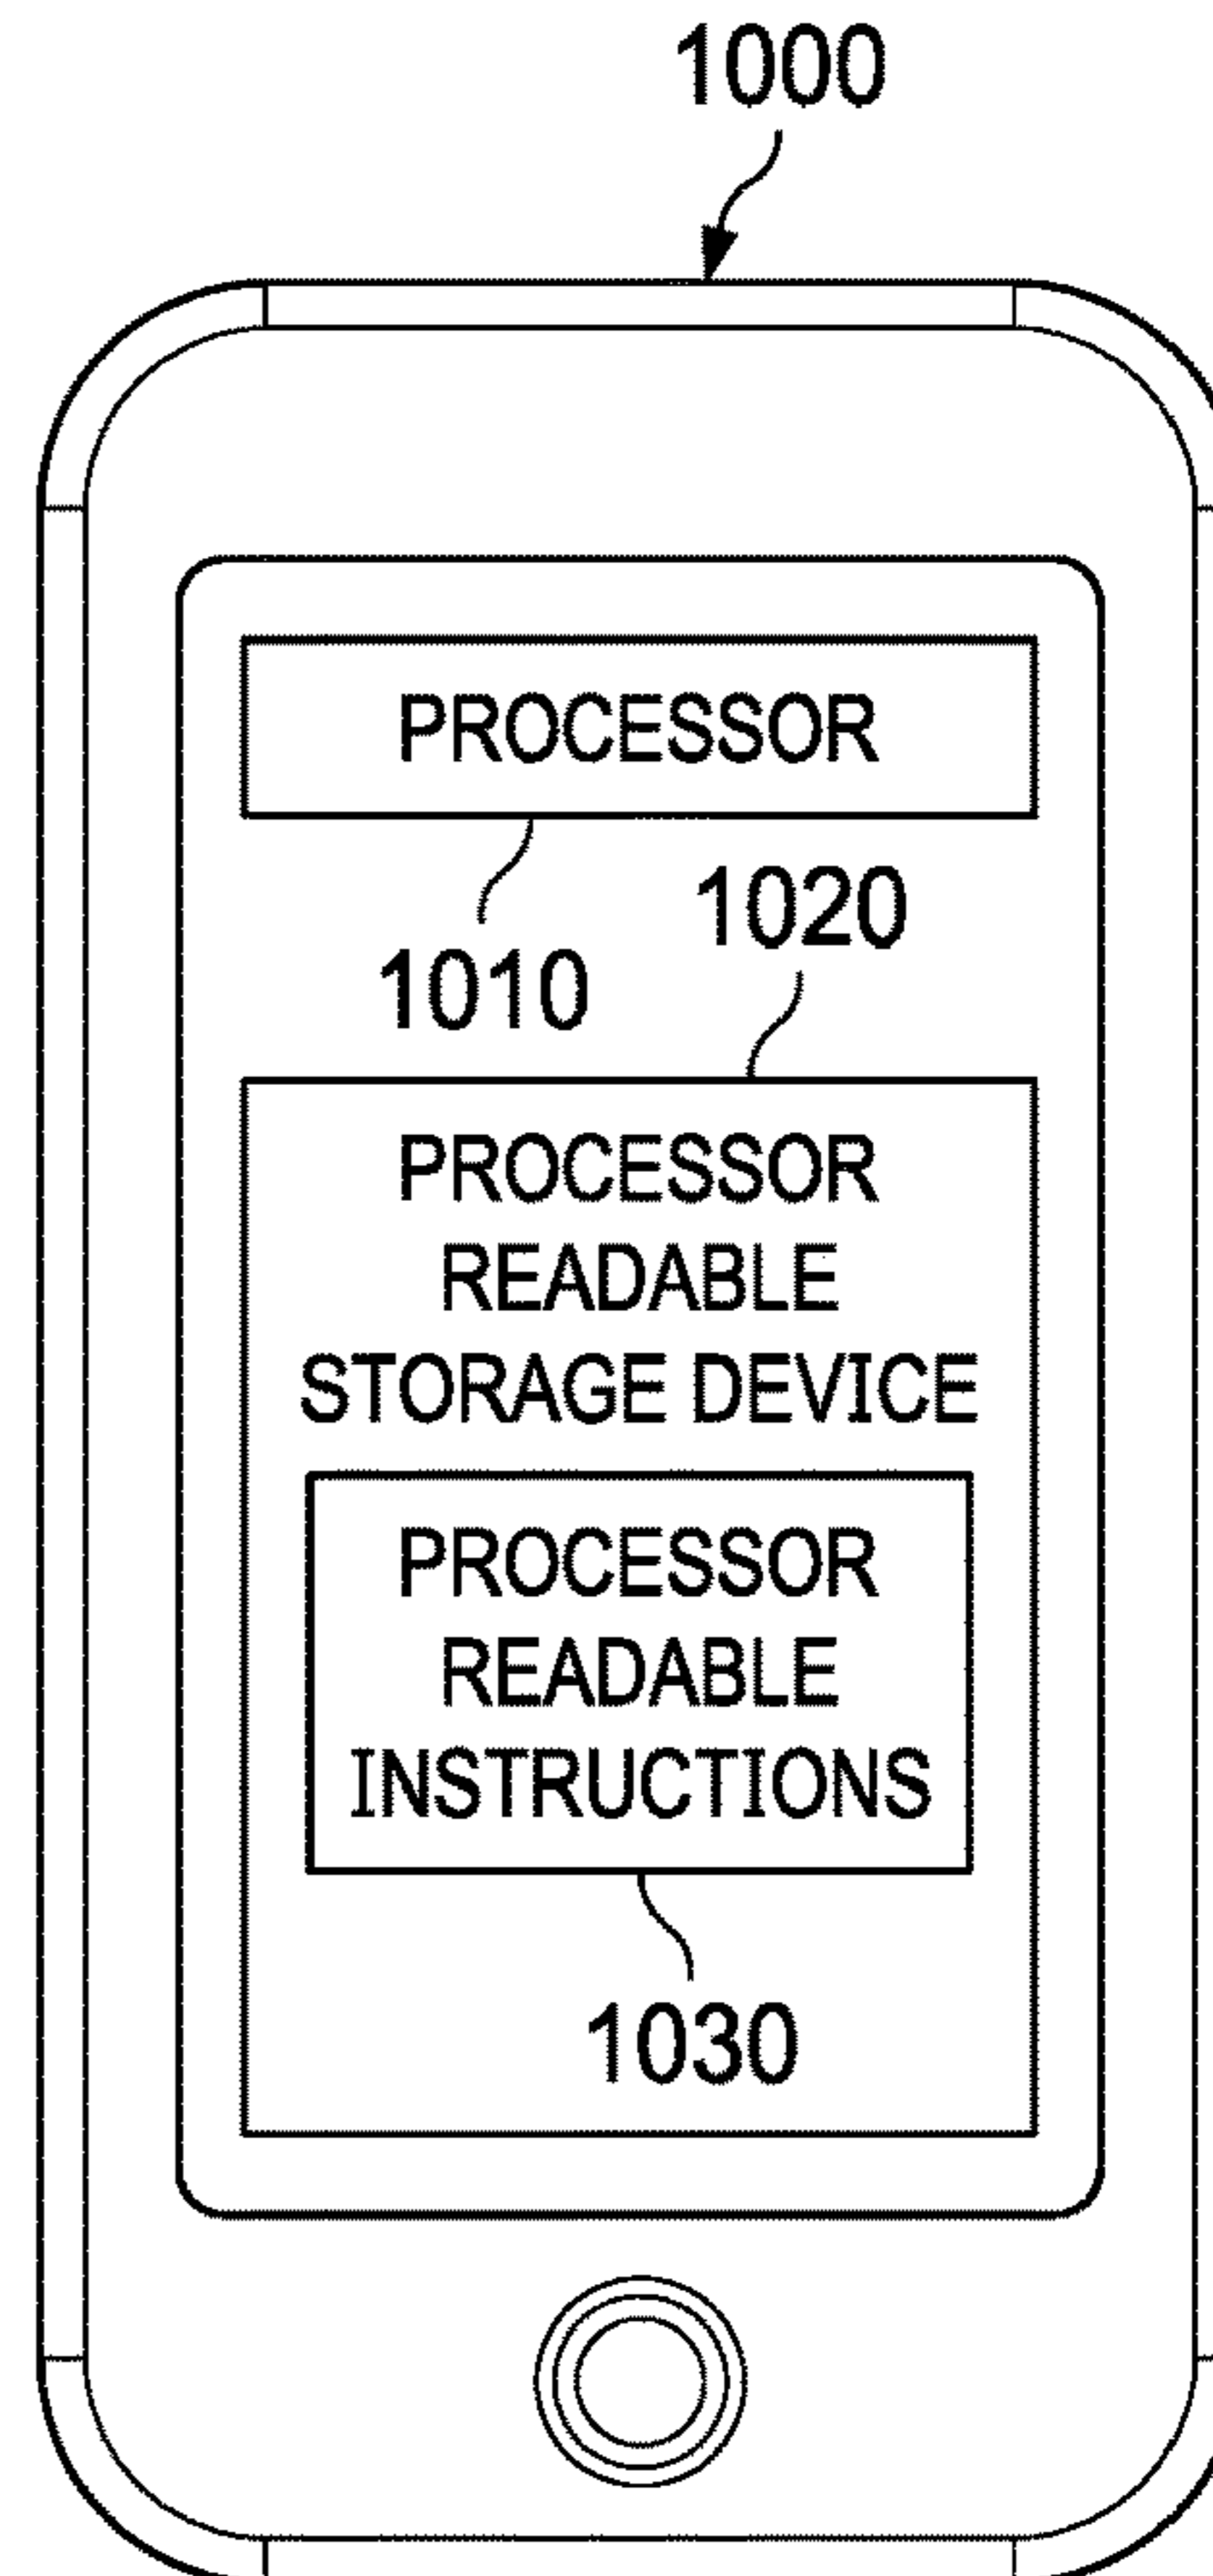 1000
PROCESSOR
1010
1020
PROCESSOR
READABLE
STORAGE DEVICE
PROCESSOR
READABLE
INSTRUCTIONS
1030